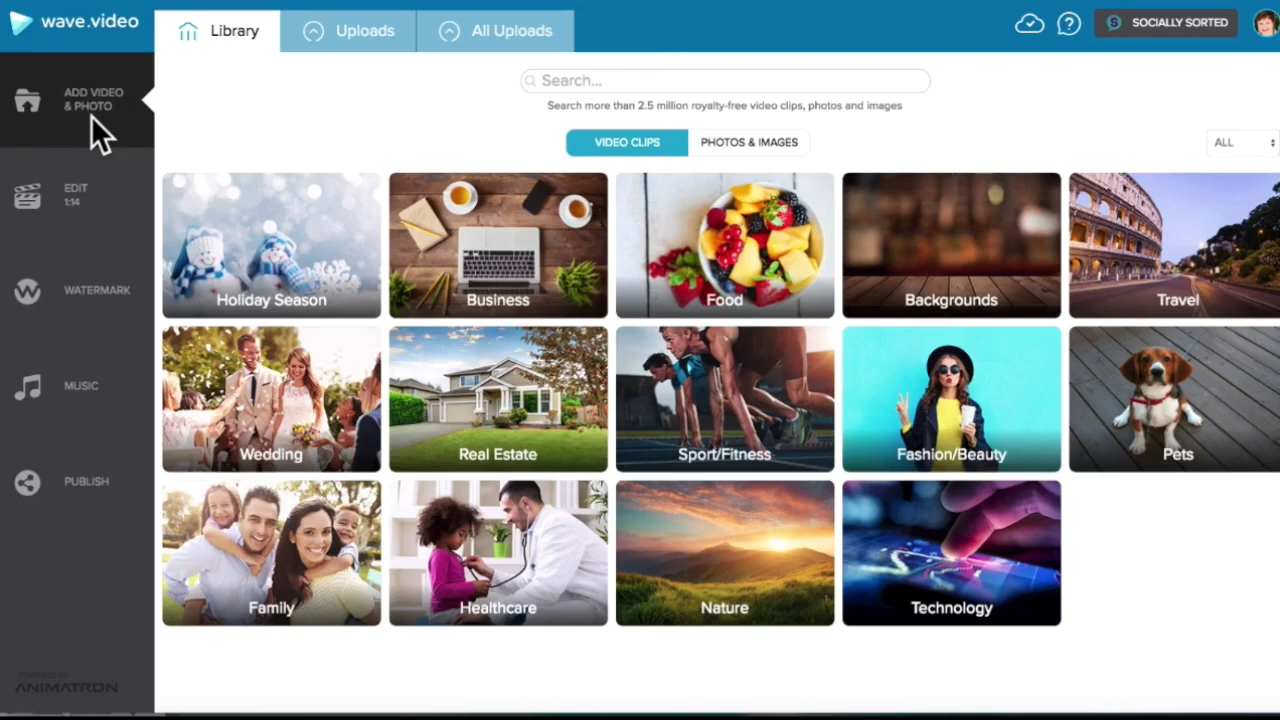 wave.video
Library
Uploads
All Uploads
SOCIALLY SORTED
ADD VIDEO
& PHOTO
EDIT
1:14
WATERMARK
MUSIC
PUBLISH
POWERED BY
ANIMATRON
Search...
Search more than 2.5 million royalty-free video clips, photos and images
VIDEO CLIPS
PHOTOS & IMAGES
ALL
Holiday Season
Business
Food
Backgrounds
Travel
Wedding
Real Estate
Sport/Fitness
Fashion/Beauty
Pets
Family
Healthcare
Nature
Technology